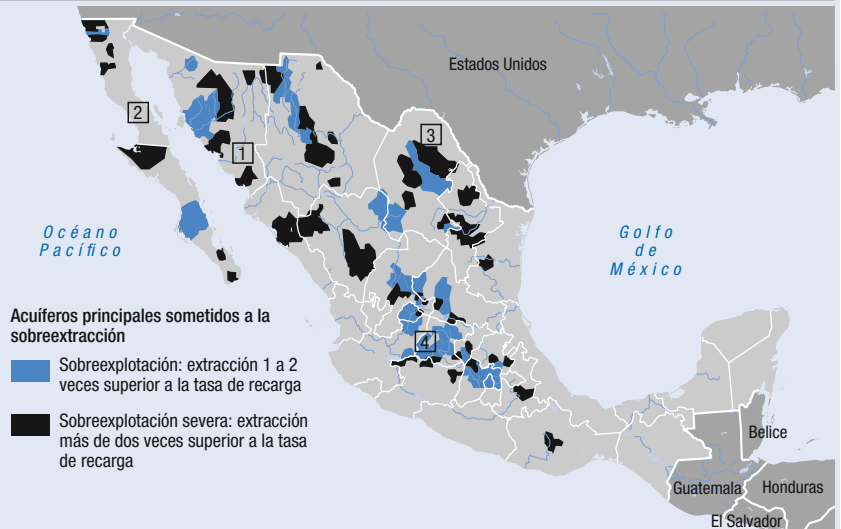 Estados Unidos
2
1
3
Océano
Pacífico
Golfo
de
México
Acuíferos principales sometidos a la
sobreextracción
Sobreexplotación: extracción 1 a 2
veces superior a la tasa de recarga
Sobreexplotación severa: extracción
más de dos veces superior a la tasa
de recarga
4
Belice
Guatemala
Honduras
El Salvador